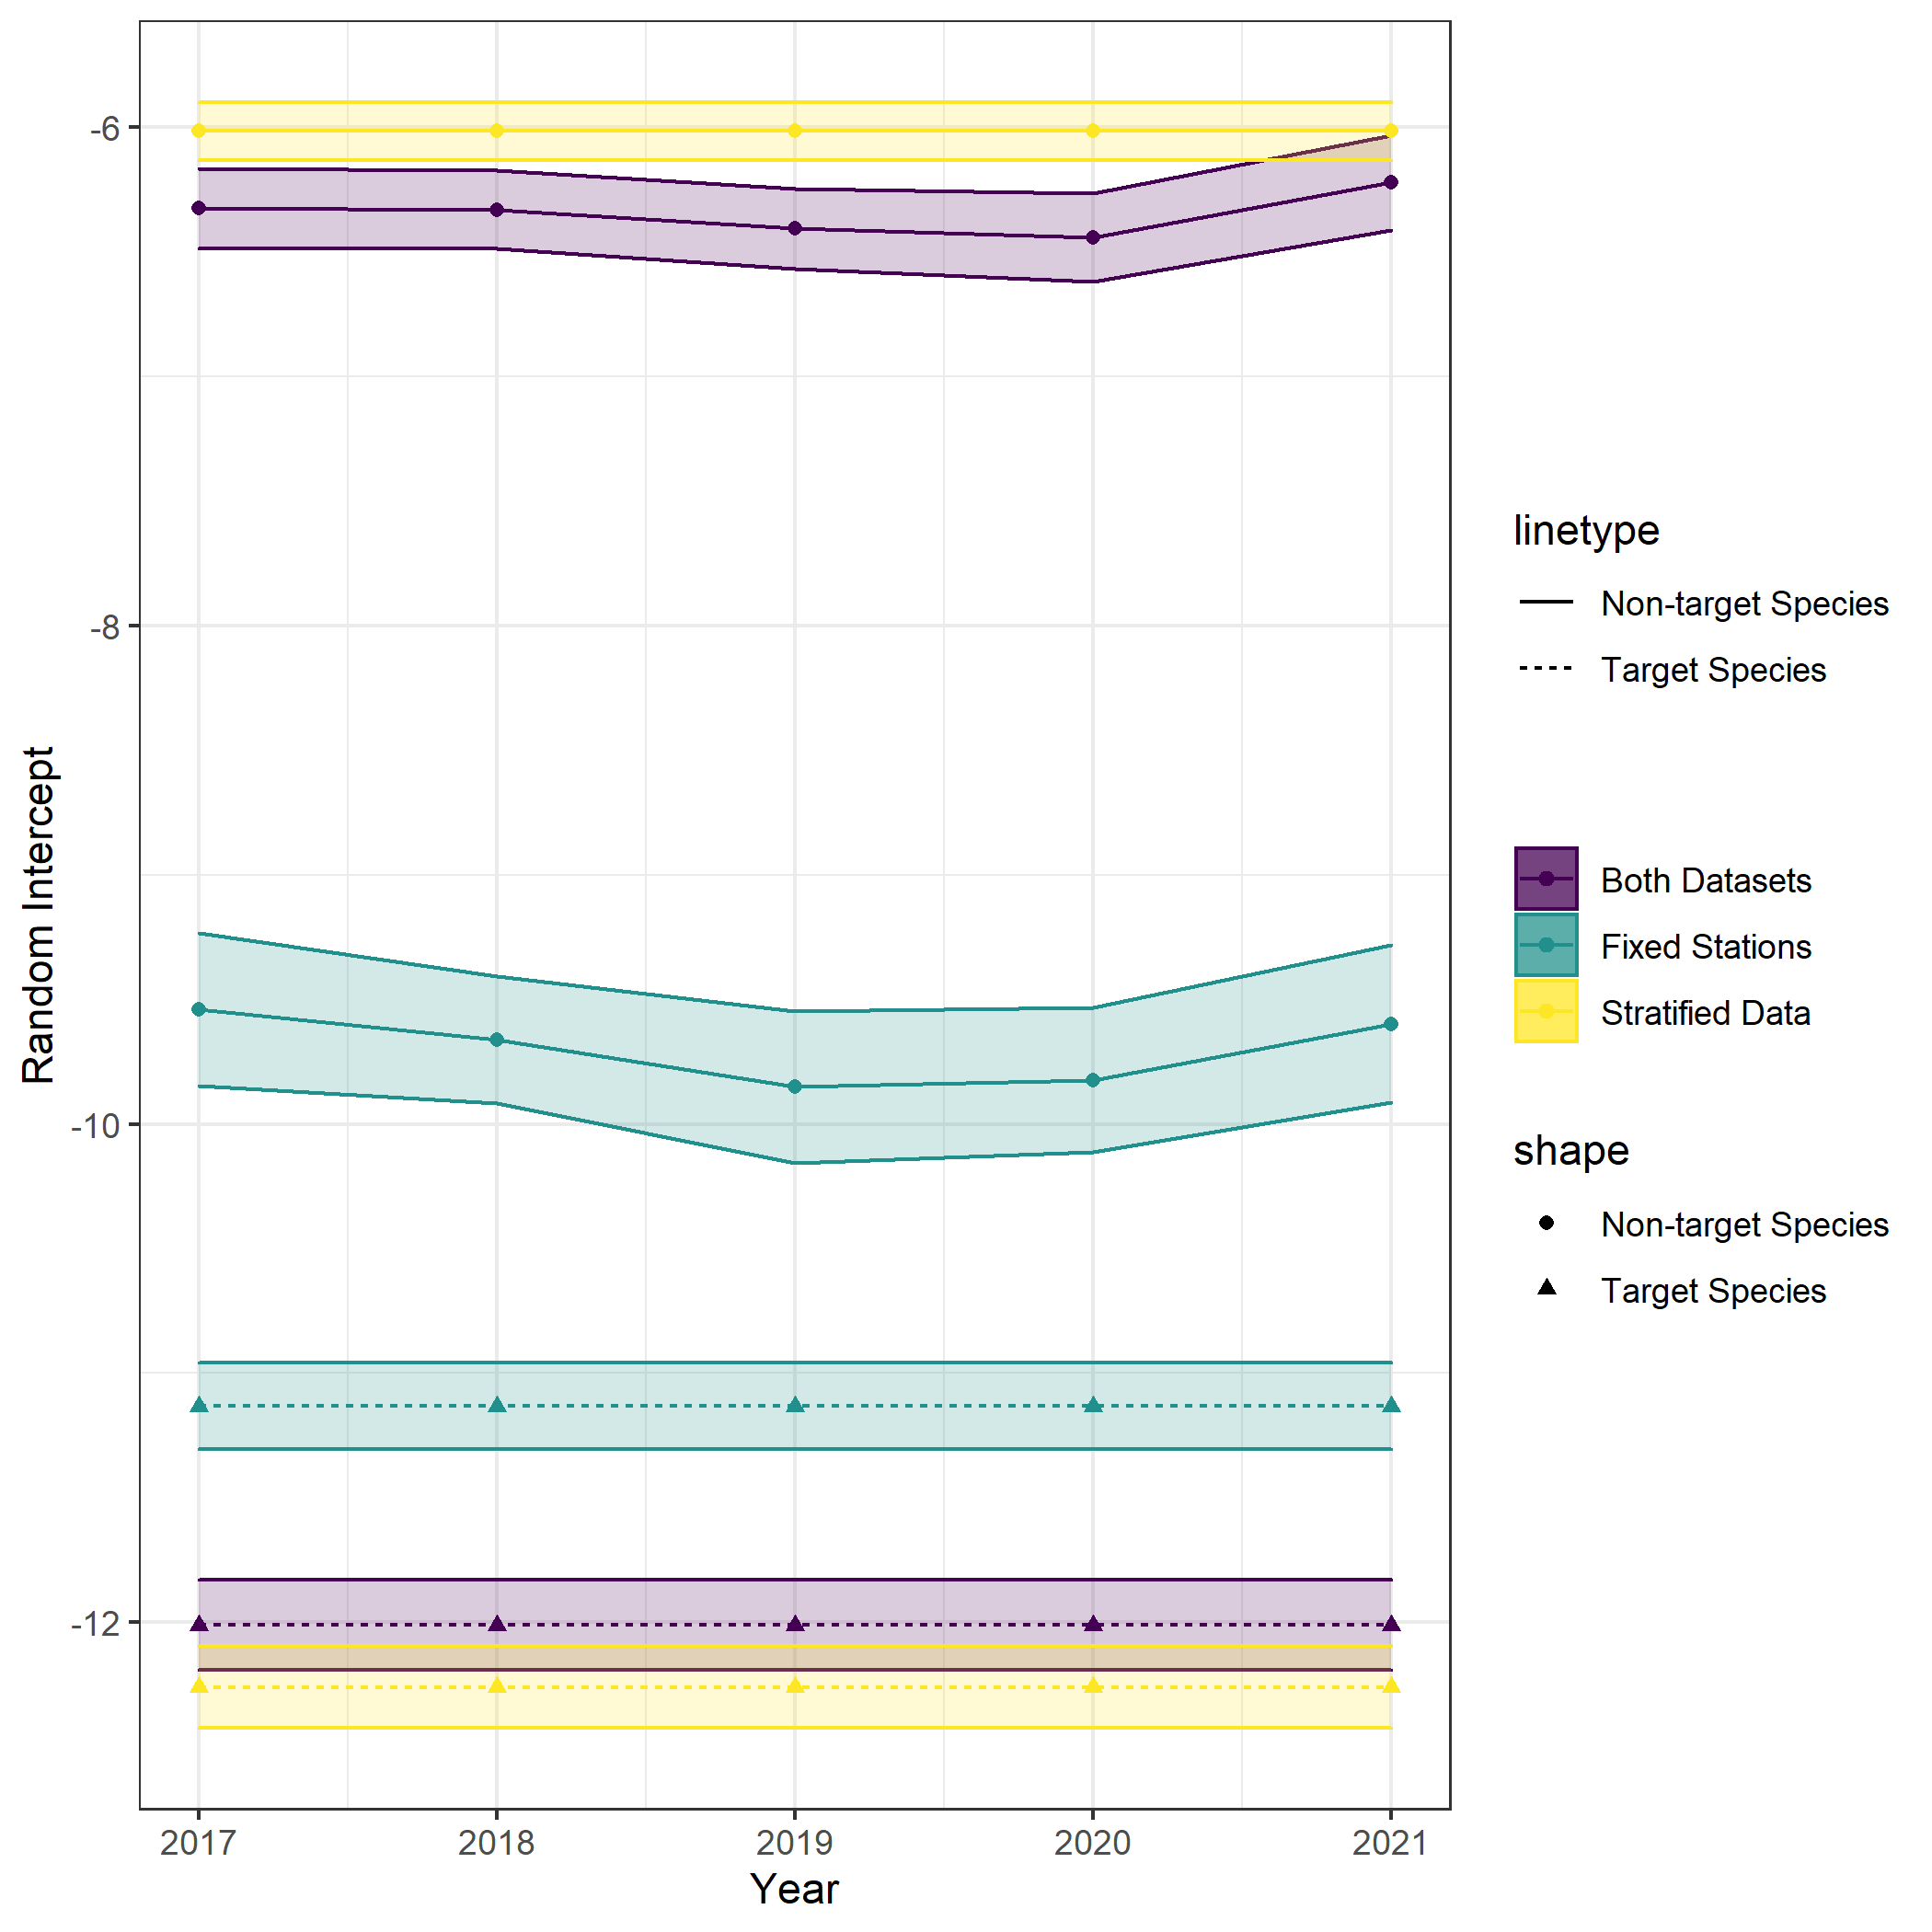 -6
-8
-10
-12
Random Intercept
2017 2018 2019 2020 2021
Year
linetype
Non-target Species
Target Species
Both Datasets
Fixed Stations
Stratified Data
shape
Non-target Species
Target Species